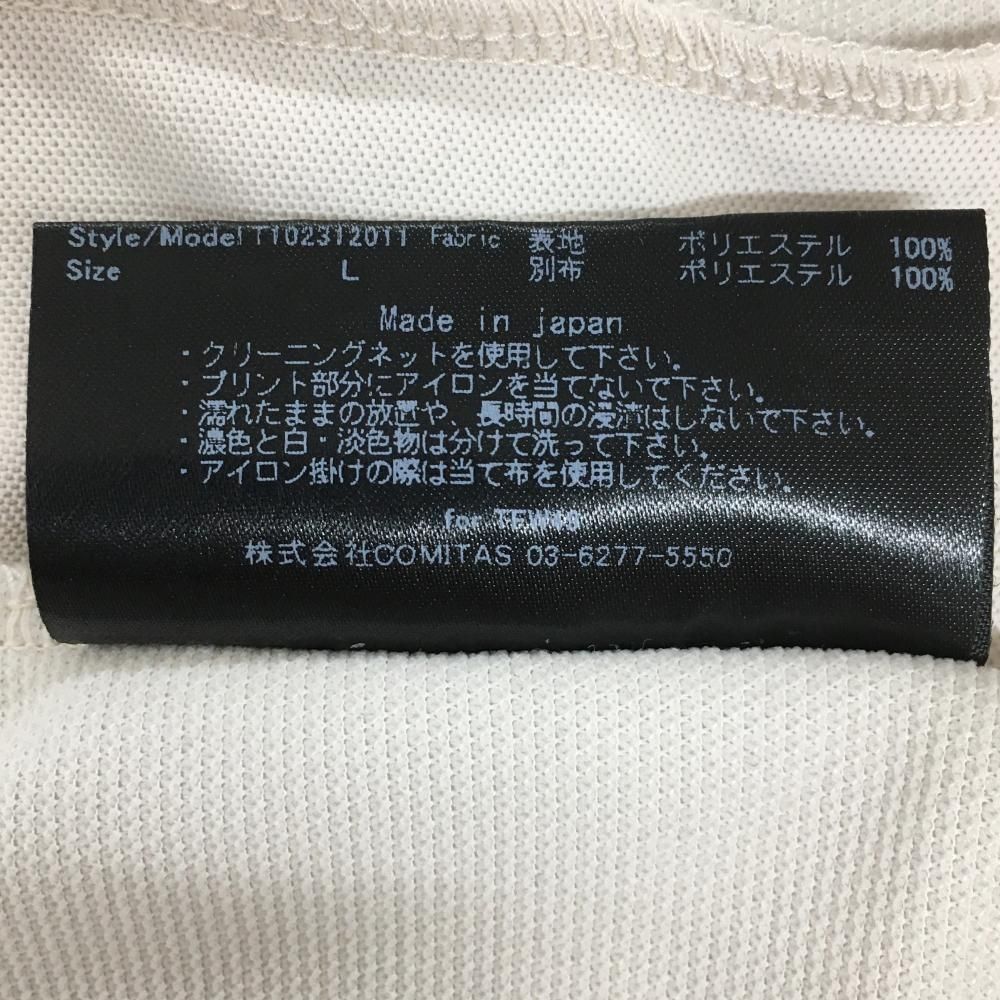 Style/Model T102312011 Fabric 表地 ポリエステル 100%
Size L 別布 ポリエステル 100%
Made in japan
・クリーニングネットを使用して下さい。
・プリント部分にアイロンを当てないで下さい。
・濡れたままの放置や、長時間の浸漬はしないで下さい。
・濃色と白・淡色物は分けて洗って下さい。
・アイロン掛けの際は当て布を使用してください。
for TFW49
株式会社COMITAS 03-6277-5550